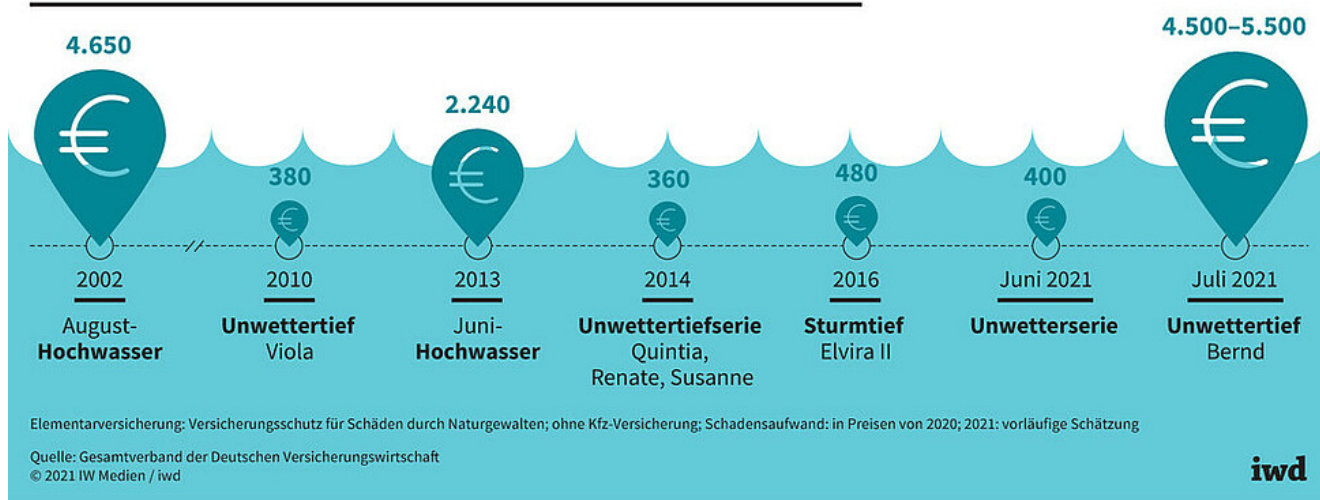 4.650
380
2.240
360
480
400
4.500–5.500
2002
August-
Hochwasser
2010
Unwettertief
Viola
2013
Juni-
Hochwasser
2014
Unwettertiefserie
Quintia,
Renate, Susanne
2016
Sturmtief
Elvira II
Juni 2021
Unwetterserie
Juli 2021
Unwettertief
Bernd
Elementarversicherung: Versicherungsschutz für Schäden durch Naturgewalten; ohne Kfz-Versicherung; Schadensaufwand: in Preisen von 2020; 2021: vorläufige Schätzung
Quelle: Gesamtverband der Deutschen Versicherungswirtschaft
© 2021 IW Medien / iwd
iwd